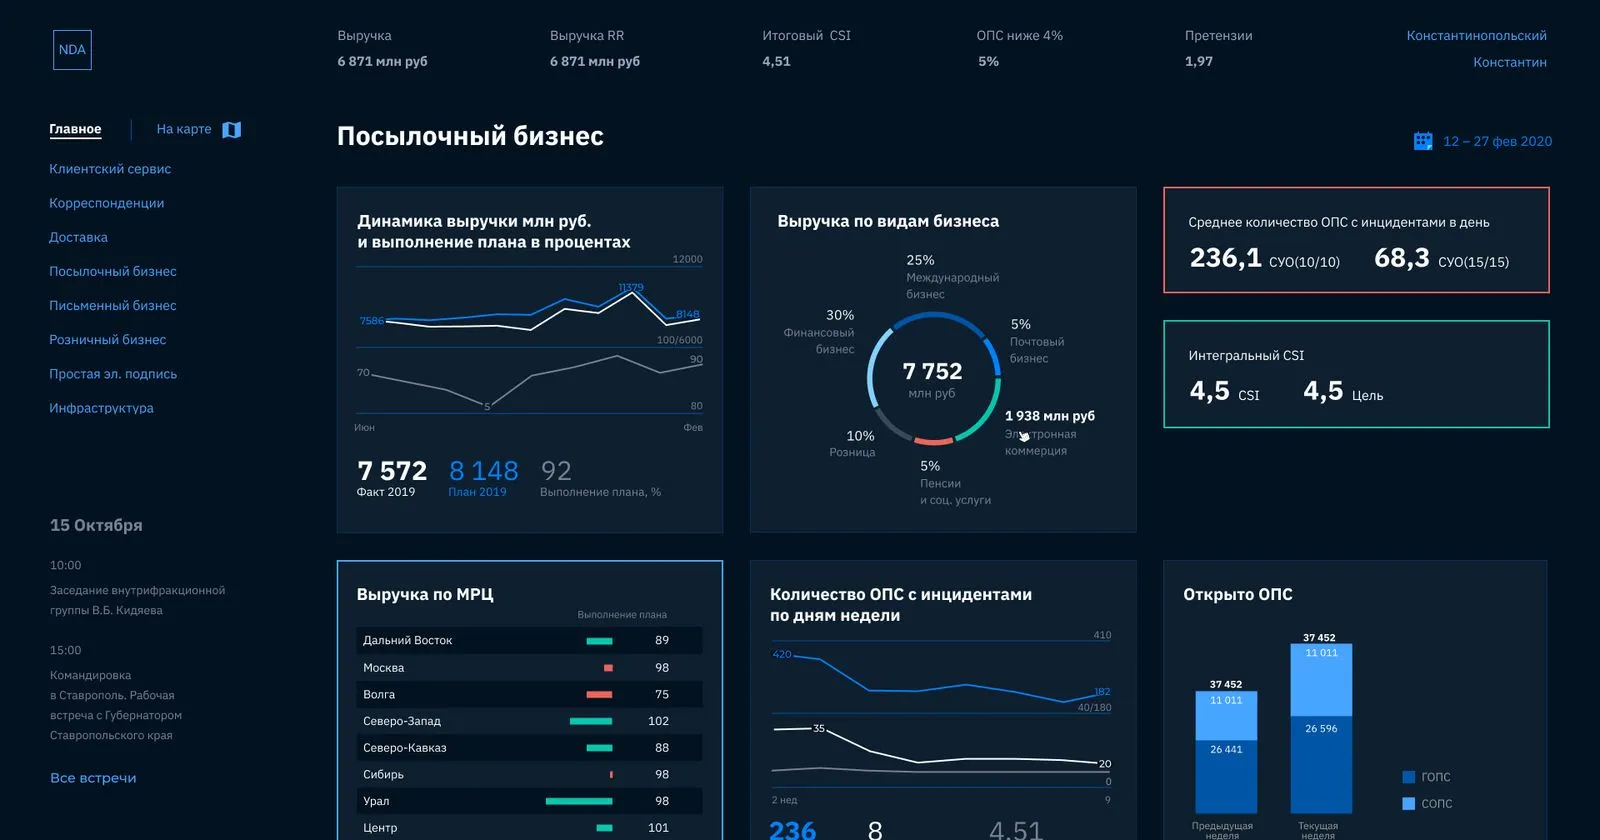 NDA
Выручка
6 871 млн руб
Выручка RR
6 871 млн руб
Итоговый CSI
4,51
ОПС ниже 4%
5%
Претензии
1,97
Константинопольский
Константин
Главное
На карте
Клиентский сервис
Корреспонденции
Доставка
Посылочный бизнес
Письменный бизнес
Розничный бизнес
Простая эл. подпись
Инфраструктура
15 Октября
10:00
Заседание внутрифракционной
группы В.Б. Кидяева
15:00
Командировка
в Ставрополь. Рабочая
встреча с Губернатором
Ставропольского края
Все встречи
Посылочный бизнес
12 – 27 фев 2020
Динамика выручки млн руб.
и выполнение плана в процентах
12000
11379
7586
8148
100/6000
90
70
5
80
Июн
Фев
7 572
Факт 2019
8 148
План 2019
92
Выполнение плана, %
Выручка по видам бизнеса
25%
Международный
бизнес
30%
Финансовый
бизнес
5%
Почтовый
бизнес
7 752
млн руб
1 938 млн руб
коммерция
10%
Розница
5%
Пенсии
и соц. услуги
Среднее количество ОПС с инцидентами в день
236,1 СУО(10/10)
68,3 СУО(15/15)
Интегральный CSI
4,5 CSI
4,5 Цель
Выручка по МРЦ
Выполнение плана
Дальний Восток 89
Москва 98
Волга 75
Северо-Запад 102
Северо-Кавказ 88
Сибирь 98
Урал 98
Центр 101
Количество ОПС с инцидентами
по дням недели
410
420
182
40/180
35
20
0
2 нед
9
236
8
4,51
Открыто ОПС
37 452
11 011
26 441
37 452
11 011
26 596
ГОПС
СОПС
Предыдущая
неделя
Текущая
неделя